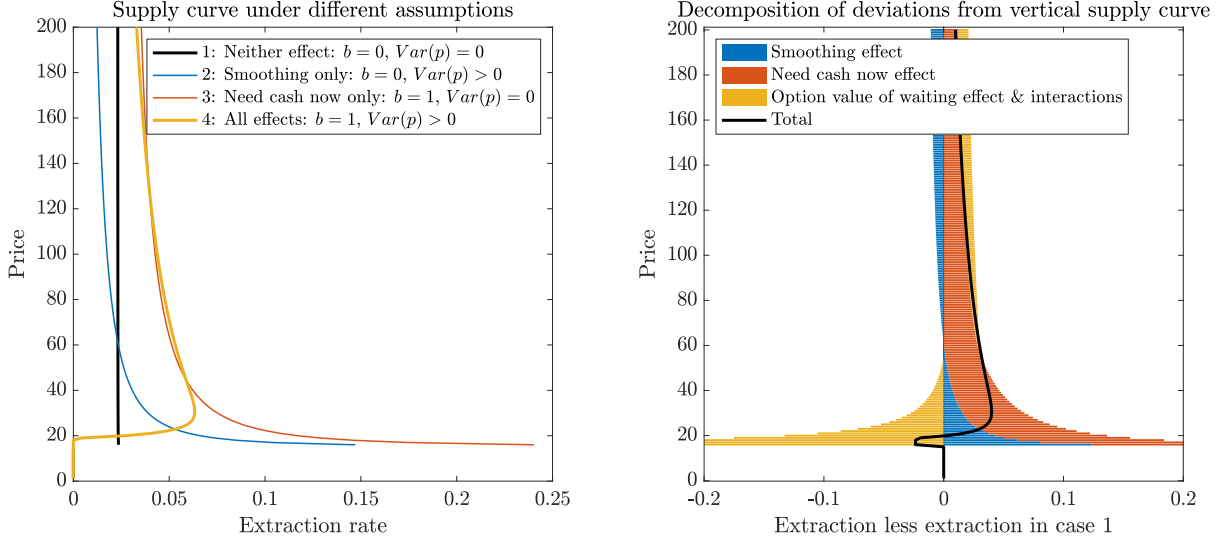 Supply curve under different assumptions
200
180
160
140
120
100
80
60
40
20
0
Price
0
0.05
0.1
0.15
0.2
0.25
Extraction rate
1: Neither effect: b = 0, Var(p) = 0
2: Smoothing only: b = 0, Var(p) > 0
3: Need cash now only: b = 1, Var(p) = 0
4: All effects: b = 1, Var(p) > 0
Decomposition of deviations from vertical supply curve
200
180
160
140
120
100
80
60
40
20
0
Price
-0.2
-0.1
0
0.1
0.2
Extraction less extraction in case 1
Smoothing effect
Need cash now effect
Option value of waiting effect & interactions
Total